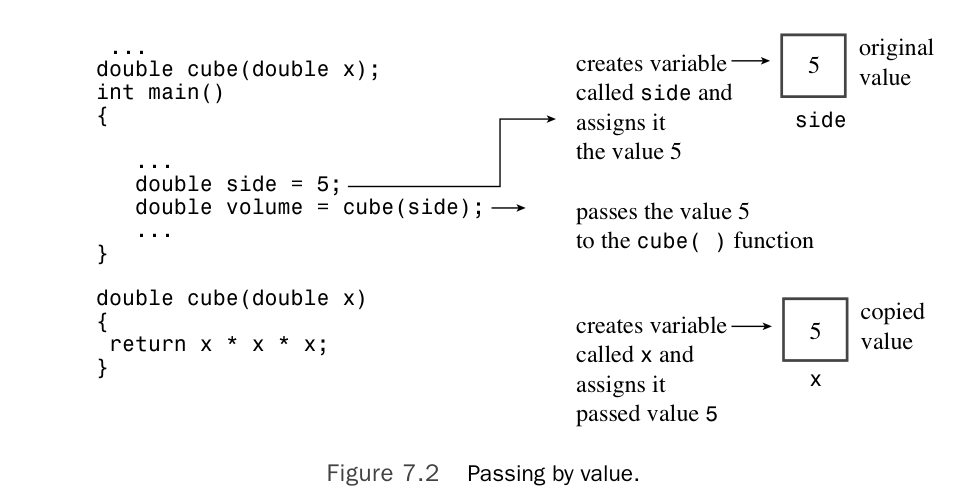 ...
double cube(double x);
int main()
{
...
double side = 5;
double volume = cube(side);
...
}
double cube(double x)
{
return x * x * x;
}
creates variable
called side and
assigns it
the value 5
5
original
value
side
passes the value 5
to the cube( ) function
creates variable
called x and
assigns it
passed value 5
5
copied
value
x
Figure 7.2 Passing by value.